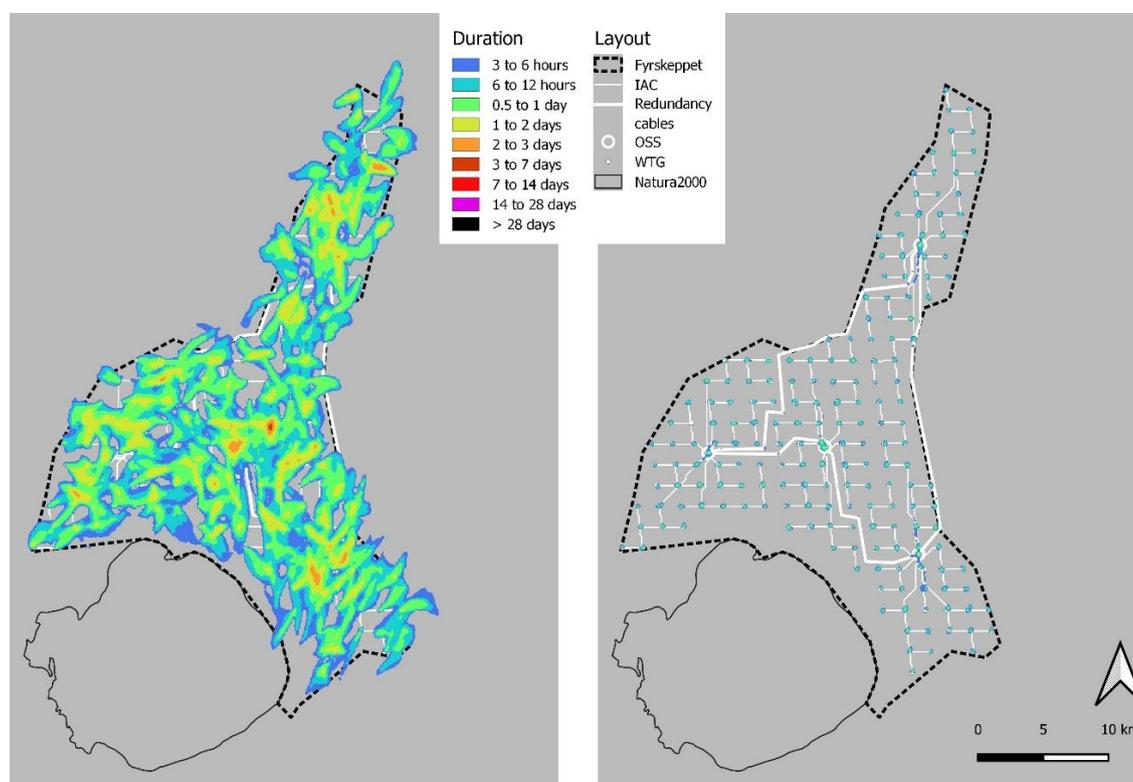 Duration
3 to 6 hours
6 to 12 hours
0.5 to 1 day
1 to 2 days
2 to 3 days
3 to 7 days
7 to 14 days
14 to 28 days
> 28 days
Layout
Fyrskeppet
IAC
Redundancy
cables
OSS
WTG
Natura2000
0 5 10 km